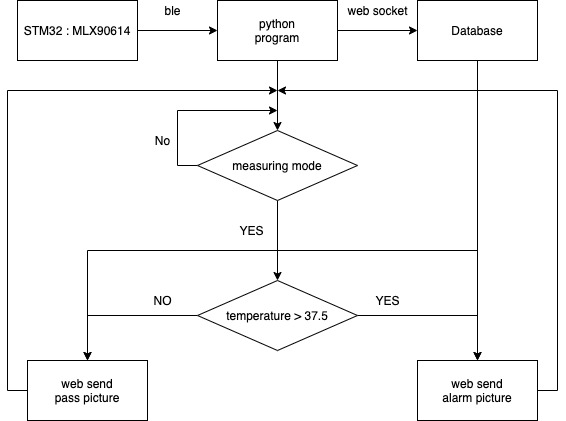 ble
web socket
STM32 : MLX90614
python
program
Database
No
measuring mode
YES
NO
YES
temperature > 37.5
web send
pass picture
web send
alarm picture